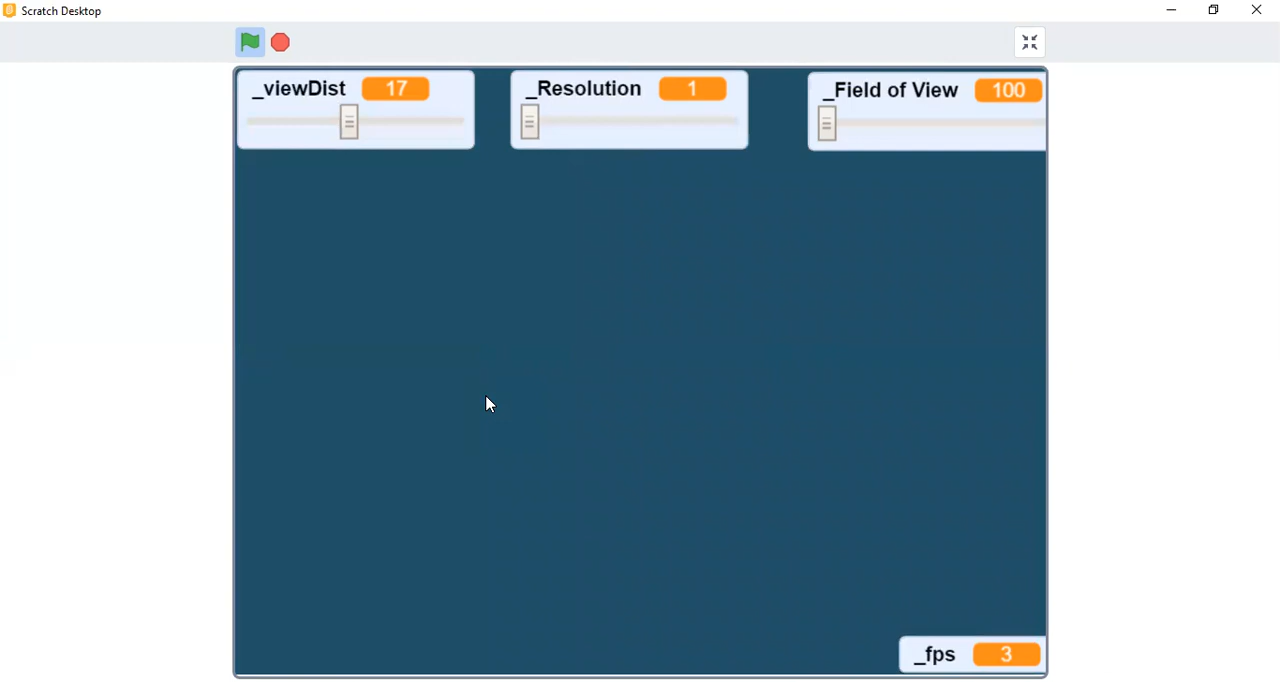 Scratch Desktop
_viewDist 17
_Resolution 1
_Field of View 100
_fps 3